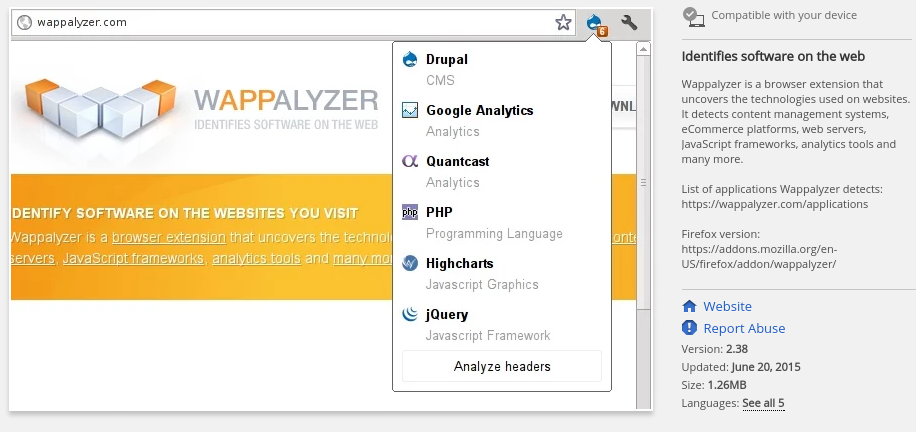 wappalyzer.com
6
WAPPALYZER
IDENTIFIES SOFTWARE ON THE WEB
WNL
DENTIFY SOFTWARE ON THE WEBSITES YOU VISIT
Wappalyzer is a browser extension that uncovers the technolo
onte
servers, JavaScript frameworks, analytics tools and many mor
Drupal
CMS
Google Analytics
Analytics
Quantcast
Analytics
php PHP
Programming Language
Highcharts
Javascript Graphics
jQuery
Javascript Framework
Analyze headers
Compatible with your device
Identifies software on the web
Wappalyzer is a browser extension that
uncovers the technologies used on websites.
It detects content management systems,
eCommerce platforms, web servers,
JavaScript frameworks, analytics tools and
many more.
List of applications Wappalyzer detects:
https://wappalyzer.com/applications
Firefox version:
https://addons.mozilla.org/en-
US/firefox/addon/wappalyzer/
Website
Report Abuse
Version: 2.38
Updated: June 20, 2015
Size: 1.26MB
Languages: See all 5